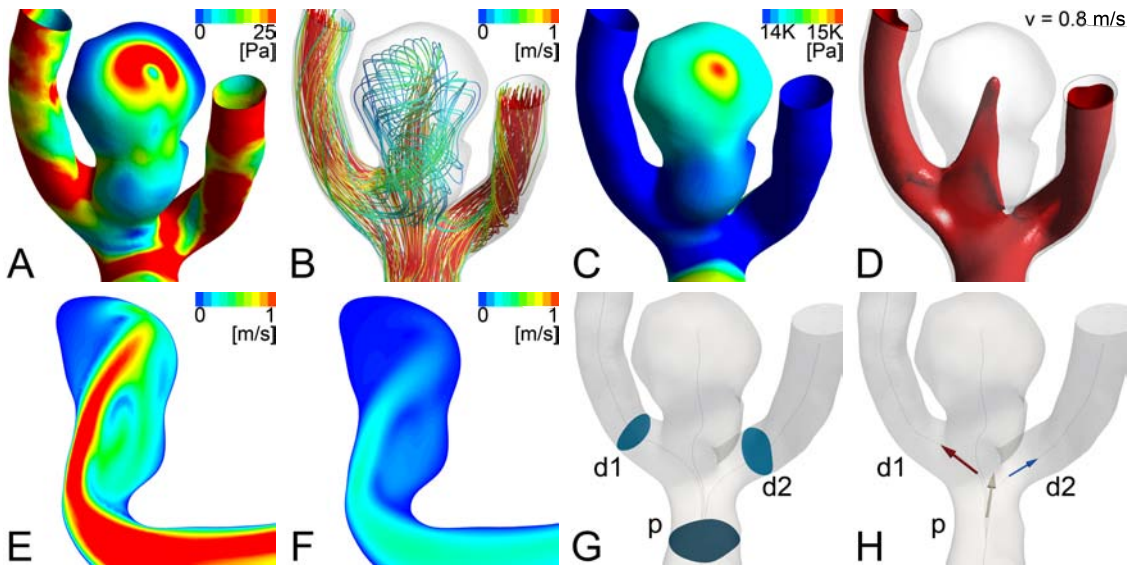 0 25
[Pa]
A
0 1
[m/s]
B
14K 15K
[Pa]
C
v = 0.8 m/s
D
0 1
[m/s]
E
0 1
[m/s]
F
d1
d2
p
G
d1
d2
p
H